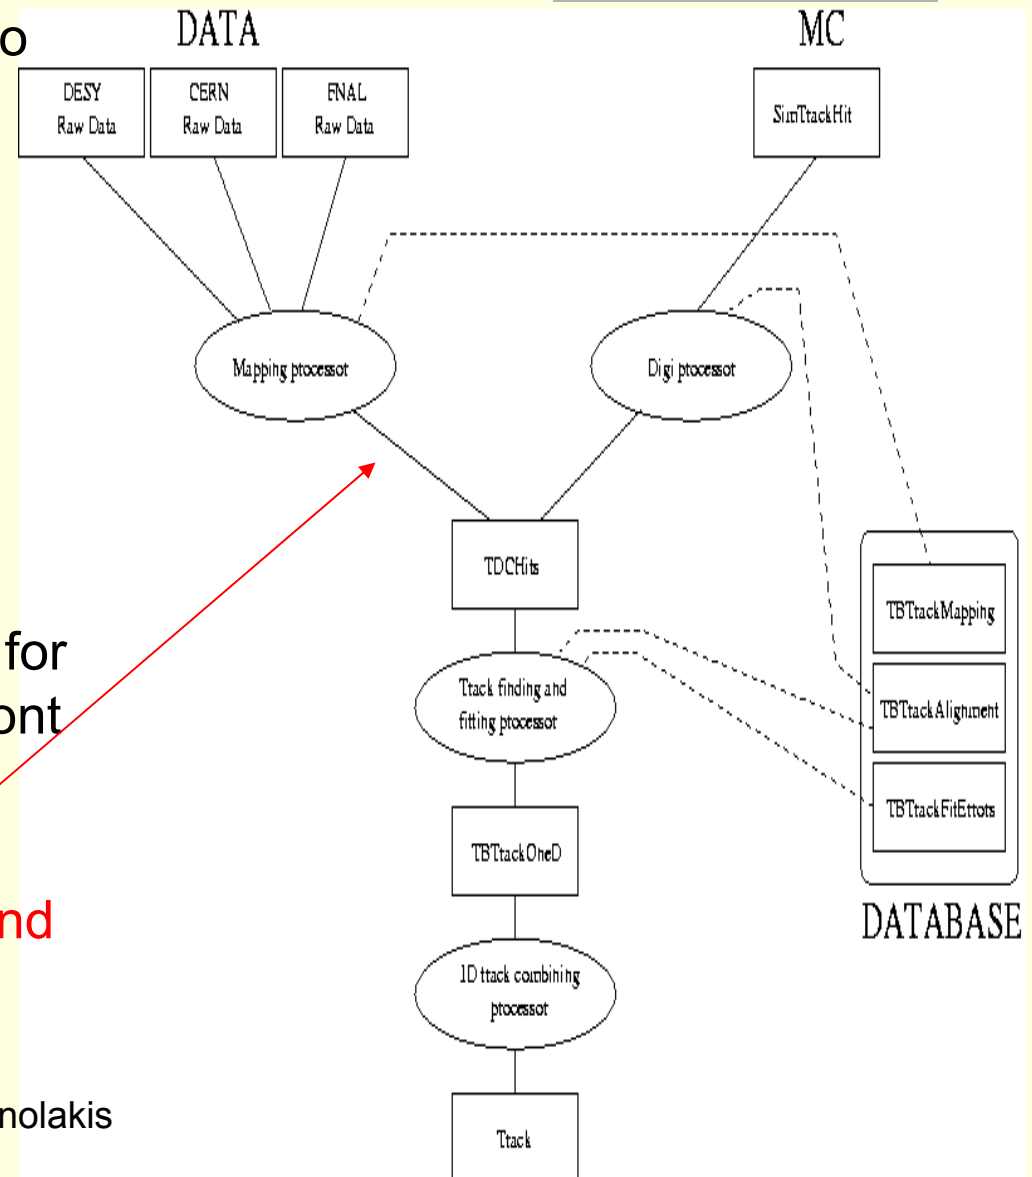 o
DATA
MC
DESY
Raw Data
CERN
Raw Data
FNAL
Raw Data
SimTrackHit
Mapping processor
Digi processor
TDCHits
TBTrackMapping
for
Track finding and
fitting processor
TBTrackAlignment
ont
TBTrackFitErrors
TBTrackOneD
nd
DATABASE
1D track combining
processor
nolakis
Track